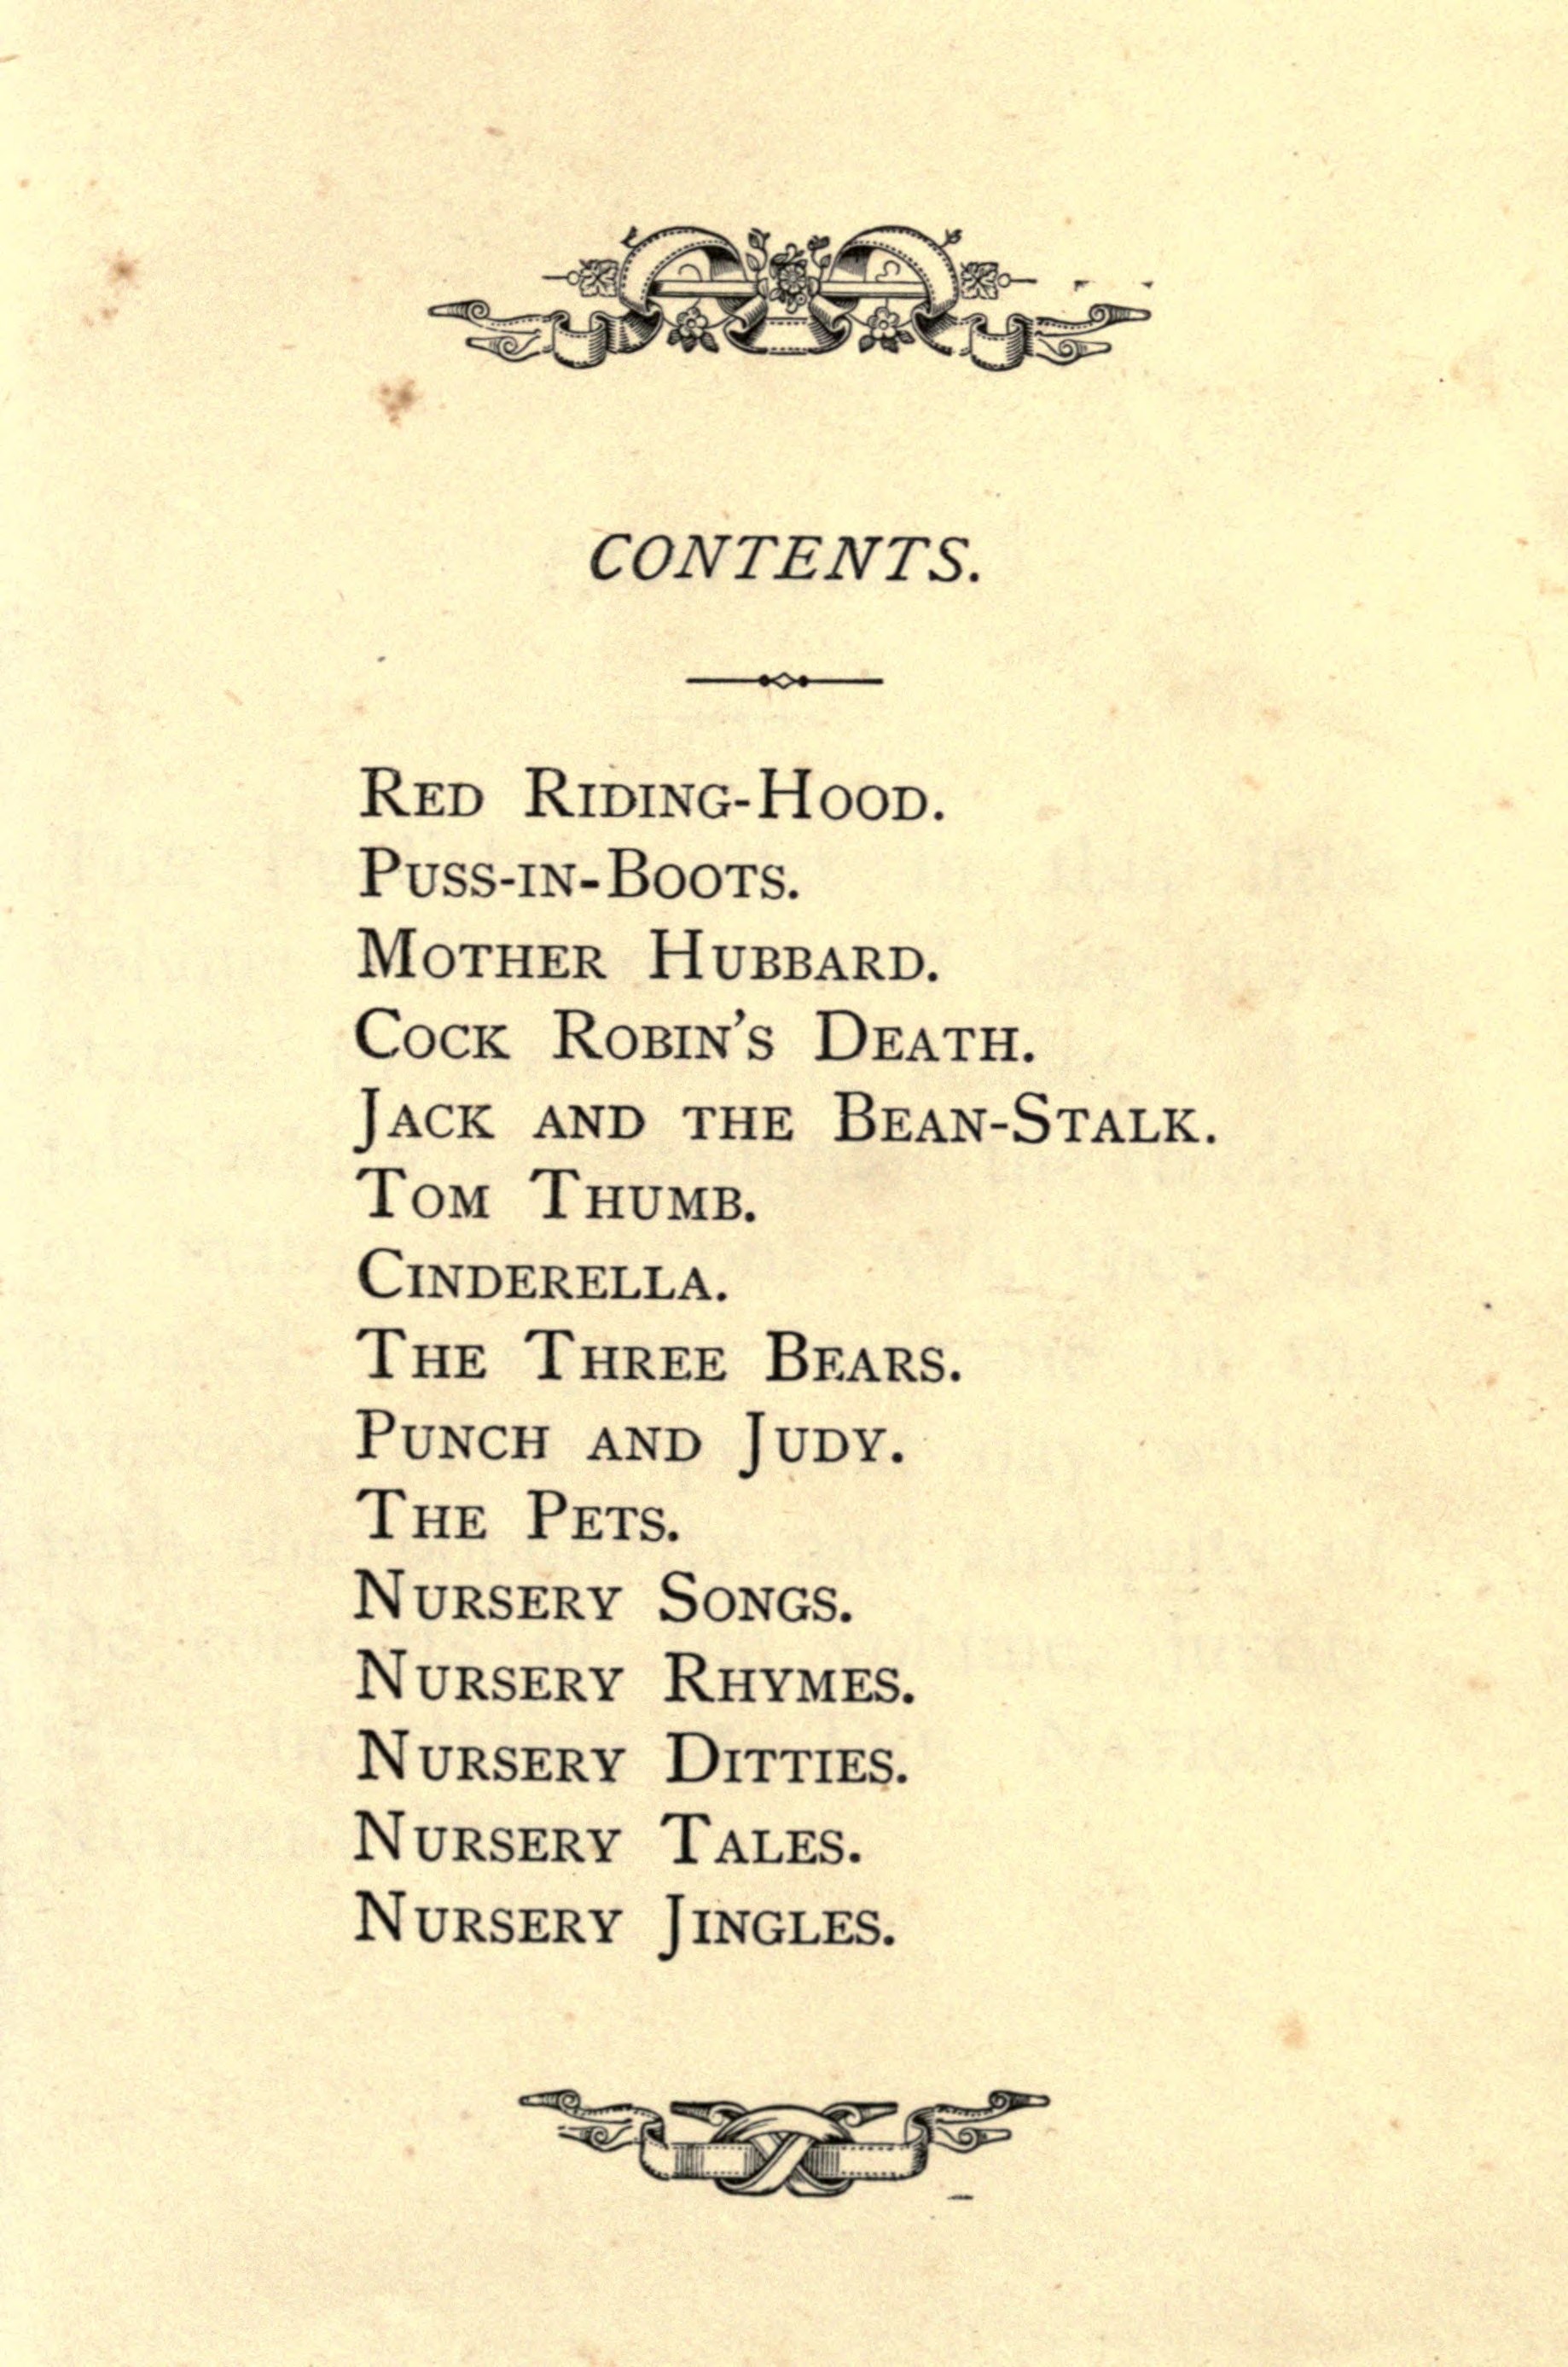 CONTENTS.
RED RIDING-HOOD.
PUSS-IN-BOOTS.
MOTHER HUBBARD.
COCK ROBIN'S DEATH.
JACK AND THE BEAN-STALK.
TOM THUMB.
CINDERELLA.
THE THREE BEARS.
PUNCH AND JUDY.
THE PETS.
NURSERY SONGS.
NURSERY RHYMES.
NURSERY DITTIES.
NURSERY TALES.
NURSERY JINGLES.